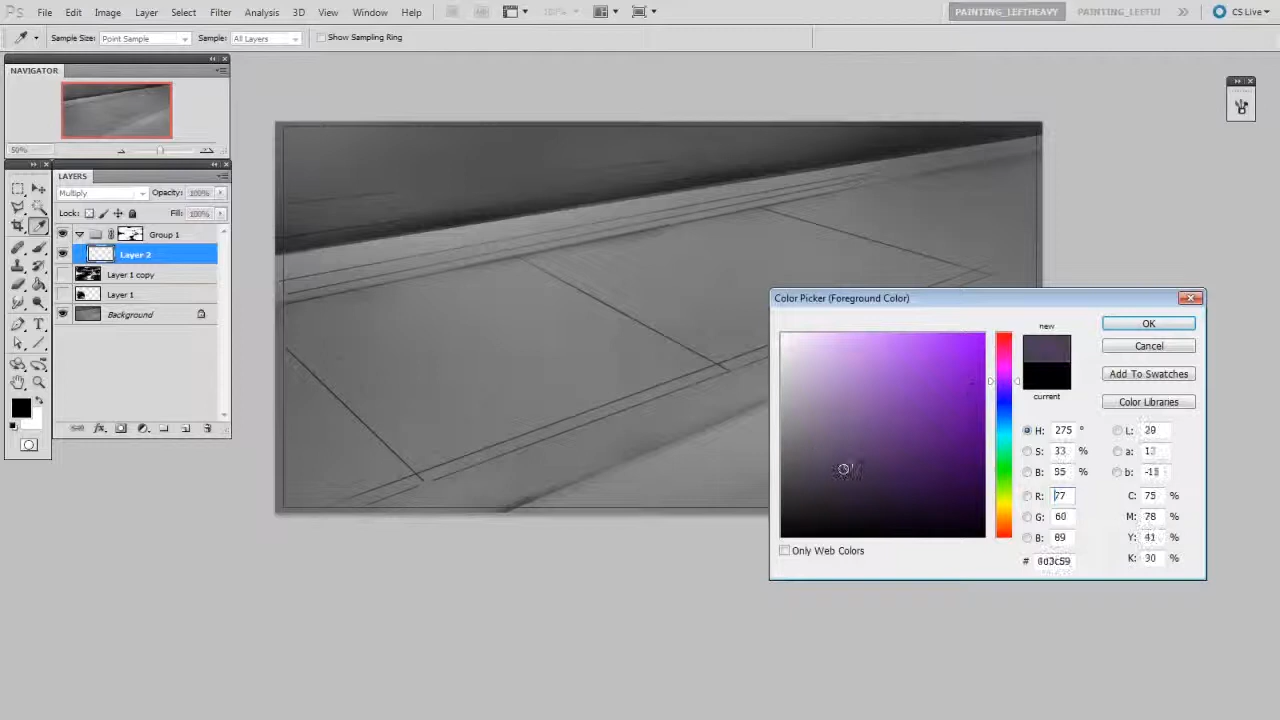 Ps File Edit Image Layer Select Filter Analysis 3D View Window Help PAINTING_LEFTHEAVY PAINTING_LEFTUI CS Live
Sample Size: Point Sample Sample: All Layers Show Sampling Ring
NAVIGATOR
50%
LAYERS
Multiply Opacity: 100%
Lock: Fill: 100%
Group 1
Layer 2
Layer 1 copy
Layer 1
Background
Color Picker (Foreground Color)
new
current
OK
Cancel
Add To Swatches
Color Libraries
H: 275 °
S: 33 %
B: 35 %
R: 77
G: 60
B: 89
# 4d3c59
L: 29
a: 13
b: -15
C: 75 %
M: 78 %
Y: 41 %
K: 30 %
Only Web Colors